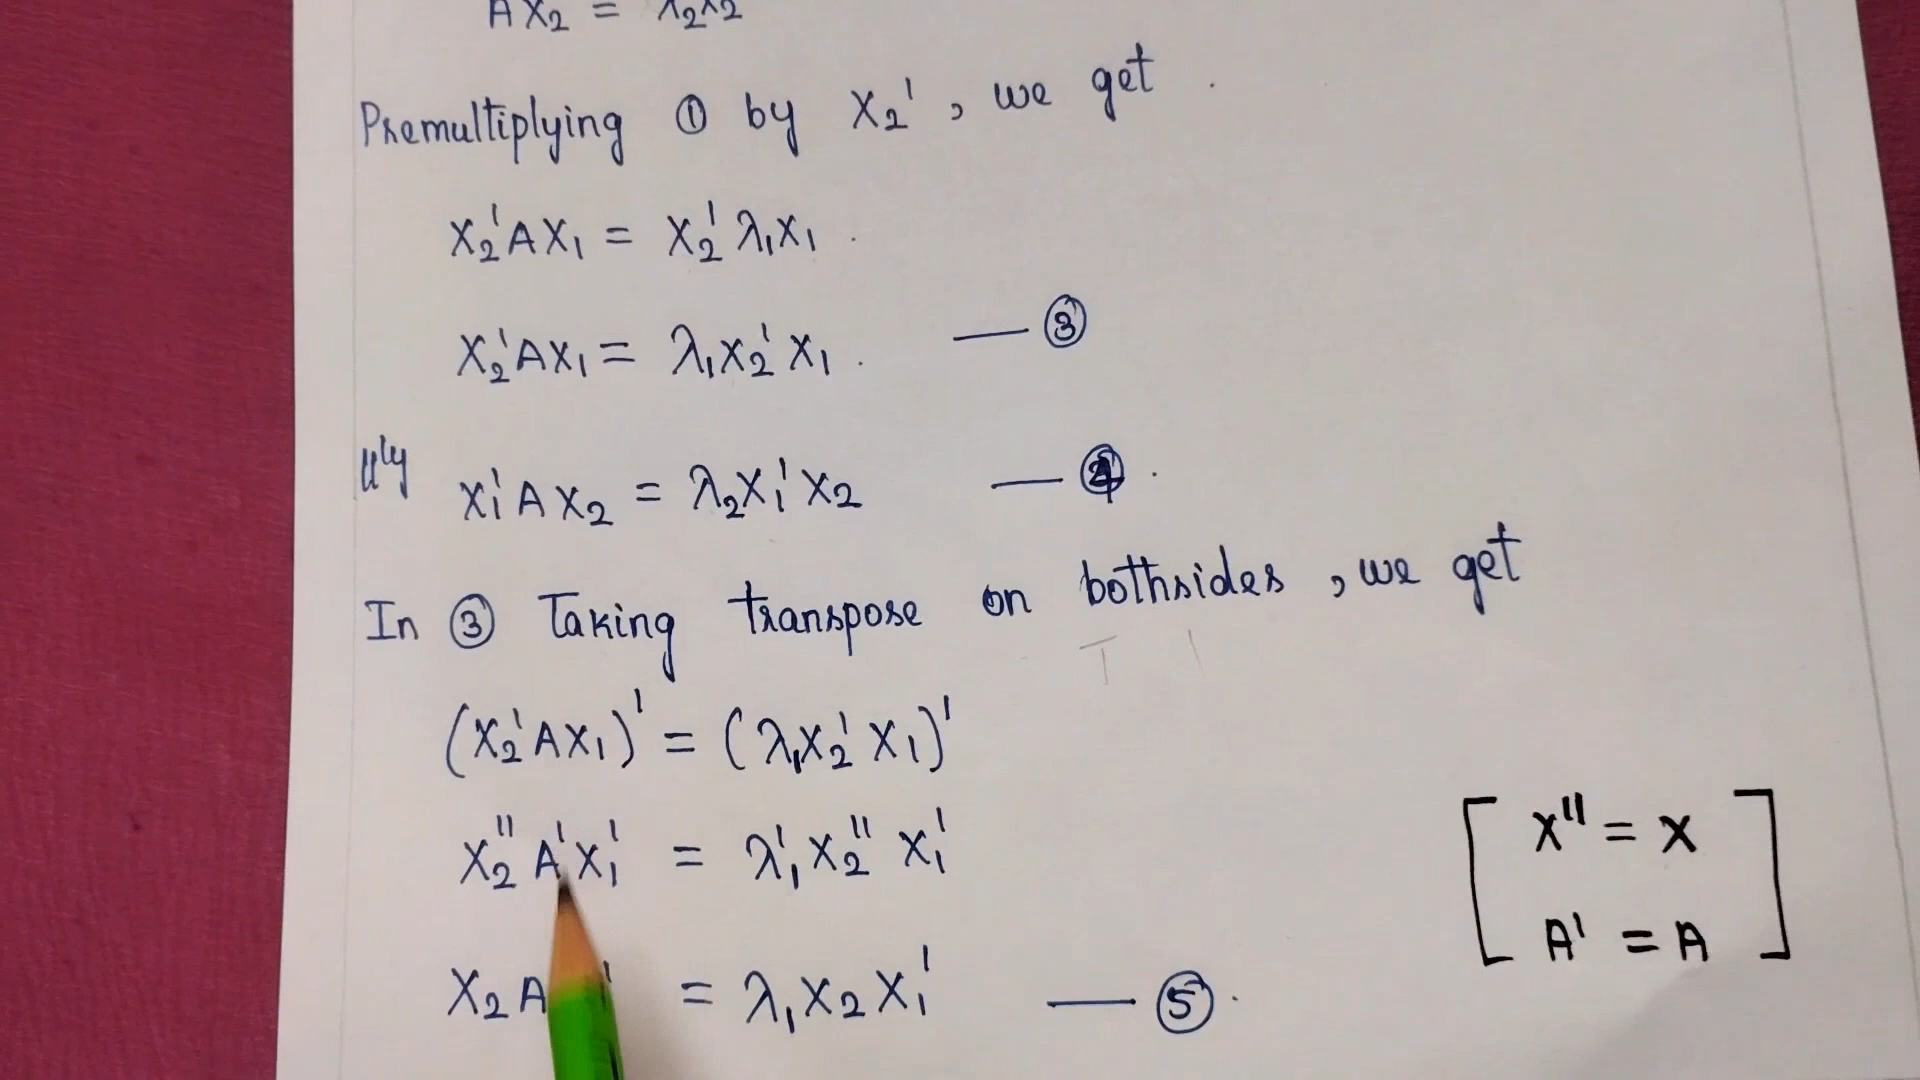 AX₂ = λ₂X₂
Premultiplying ① by X₂' , we get
X₂'AX₁ = X₂'λ₁X₁ .
X₂'AX₁ = λ₁X₂'X₁ . — ③
|||ly X₁'AX₂ = λ₂X₁'X₂ — ④ .
In ③ Taking transpose on bothsides , we get
(X₂'AX₁)' = (λ₁X₂'X₁)'
X₂''A'X₁' = λ₁'X₂''X₁'
X₂A ' = λ₁X₂X₁' — ⑤ .
[ X'' = X
A' = A ]